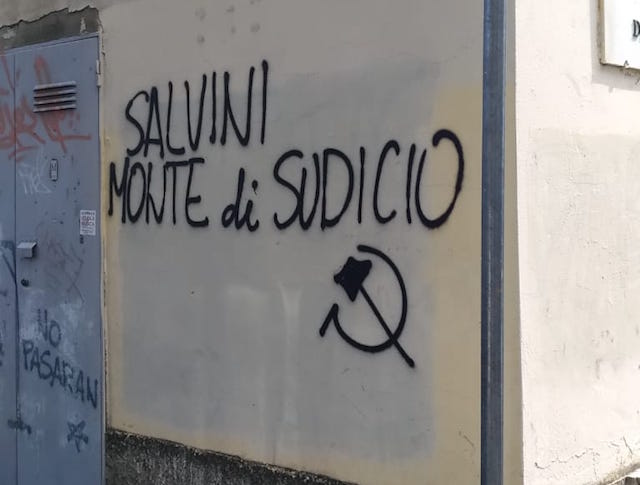 SALVINI
MONTE di SUDICIO
NO
PASARAN
D